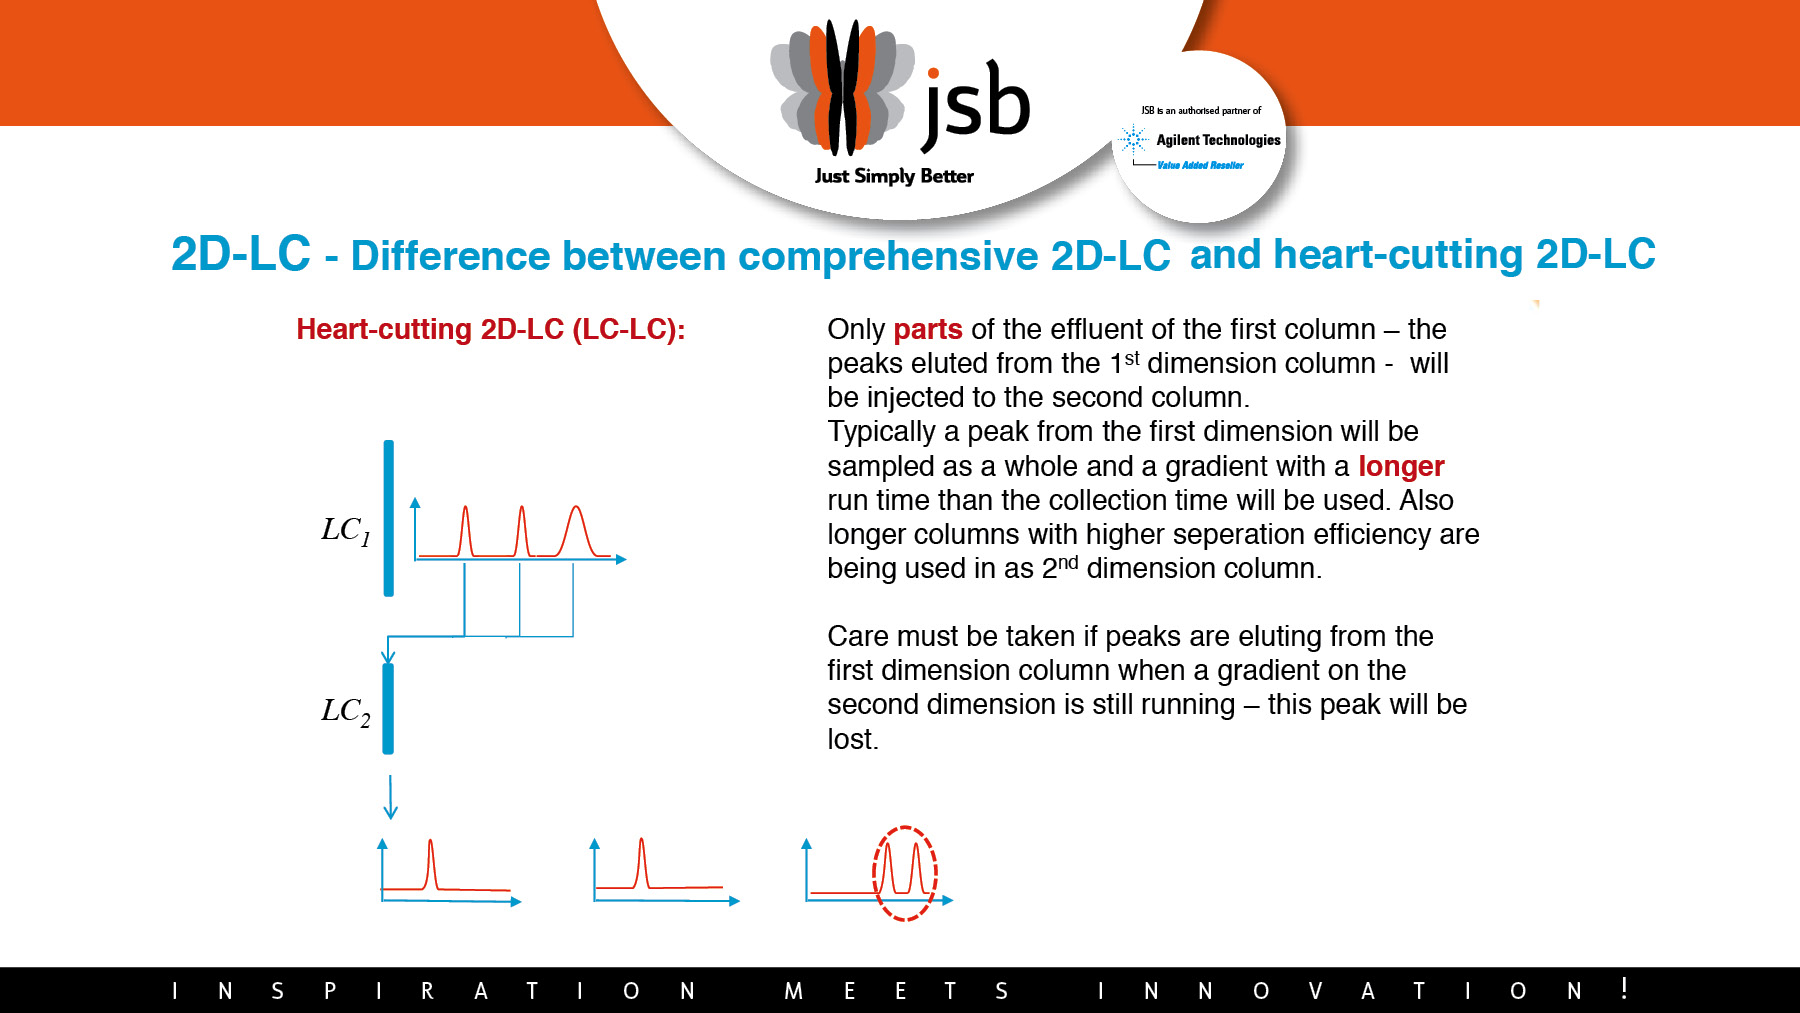 jsb
Just Simply Better
JSB is an authorised partner of
Agilent Technologies
Value Added Reseller
2D-LC - Difference between comprehensive 2D-LC and heart-cutting 2D-LC
Heart-cutting 2D-LC (LC-LC):
Only parts of the effluent of the first column – the
peaks eluted from the 1st dimension column - will
be injected to the second column.
Typically a peak from the first dimension will be
sampled as a whole and a gradient with a longer
run time than the collection time will be used. Also
longer columns with higher seperation efficiency are
being used in as 2nd dimension column.
Care must be taken if peaks are eluting from the
first dimension column when a gradient on the
second dimension is still running – this peak will be
lost.
LC1
LC2
INSPIRATION MEETS INNOVATION!